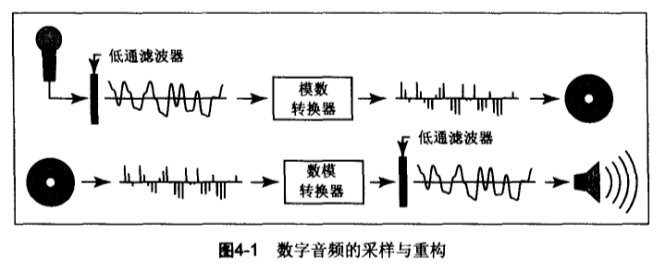 低通滤波器
模数
转换器
低通滤波器
数模
转换器
图4-1 数字音频的采样与重构